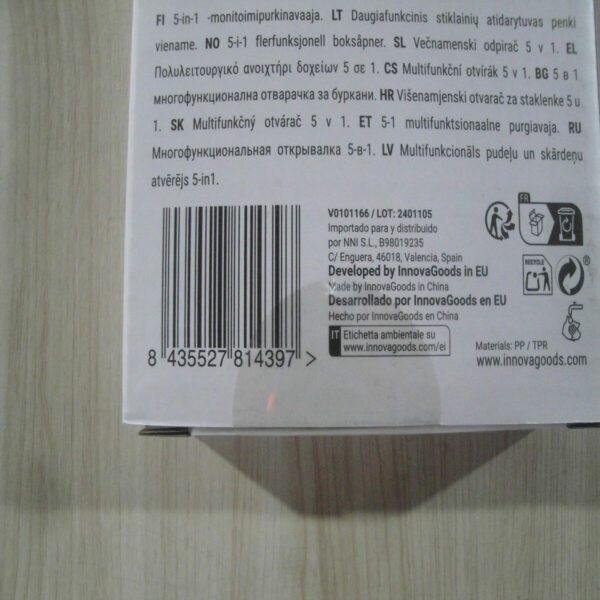 FI 5-in-1 -monitoimipurkinavaaja. LT Daugiafunkcinis stiklainių atidarytuvas penki
viename. NO 5-i-1 flerfunksjonell boksåpner. SL Večnamenski odpirač 5 v 1. EL
Πολυλειτουργικό ανοιχτήρι δοχείων 5 σε 1. CS Multifunkční otvírák 5 v 1. BG 5 в 1
многофункционална отварачка за буркани. HR Višenamjenski otvarač za staklenke 5 u
1. SK Multifunkčný otvárač 5 v 1. ET 5-1 multifunktsionaalne purgiavaja. RU
Многофункциональная открывалка 5-в-1. LV Multifunkcionāls pudeļu un skārdeņu
atvērējs 5-in1.
V0101166 / LOT: 2401105
Importado para y distribuido
por NNI S.L., B98019235
C/ Enguera, 46018, Valencia, Spain
Developed by InnovaGoods in EU
Made by InnovaGoods in China
Desarrollado por InnovaGoods en EU
Hecho por InnovaGoods en China
IT Etichetta ambientale su
www.innovagoods.com/ei
8 435527 814397 >
FR
RECYCLE
®
Materials: PP / TPR
www.innovagoods.com